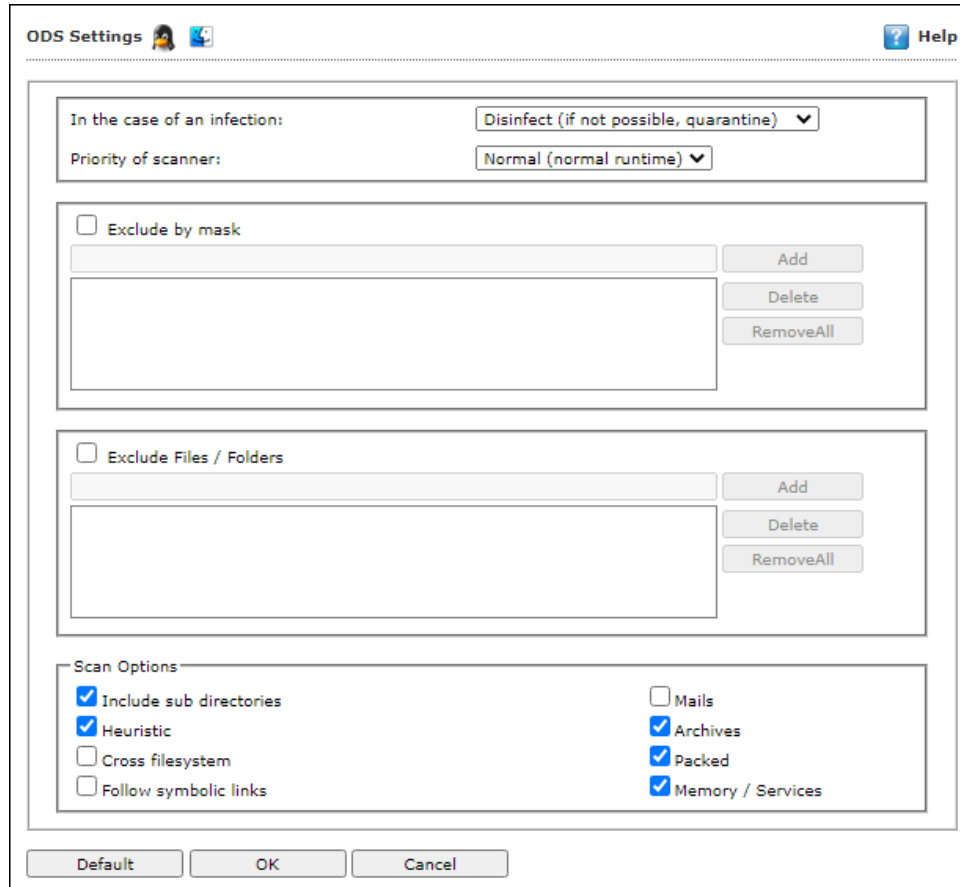 ODS Settings
? Help
In the case of an infection: Disinfect (if not possible, quarantine)
Priority of scanner: Normal (normal runtime)
Exclude by mask
Add
Delete
RemoveAll
Exclude Files / Folders
Add
Delete
RemoveAll
Scan Options
Include sub directories Mails
Heuristic Archives
Cross filesystem Packed
Follow symbolic links Memory / Services
Default OK Cancel